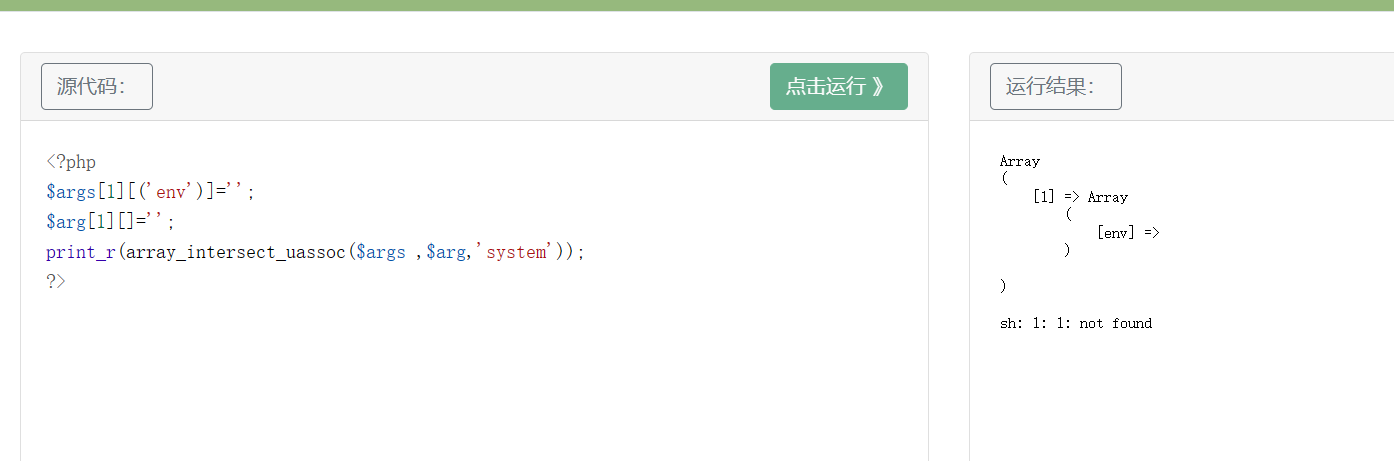 源代码：
点击运行 》
<?php
$args[1][('env')]='';
$arg[1][]='';
print_r(array_intersect_uassoc($args ,$arg,'system'));
?>
运行结果：
Array
(
    [1] => Array
        (
            [env] =>
        )

)

sh: 1: 1: not found